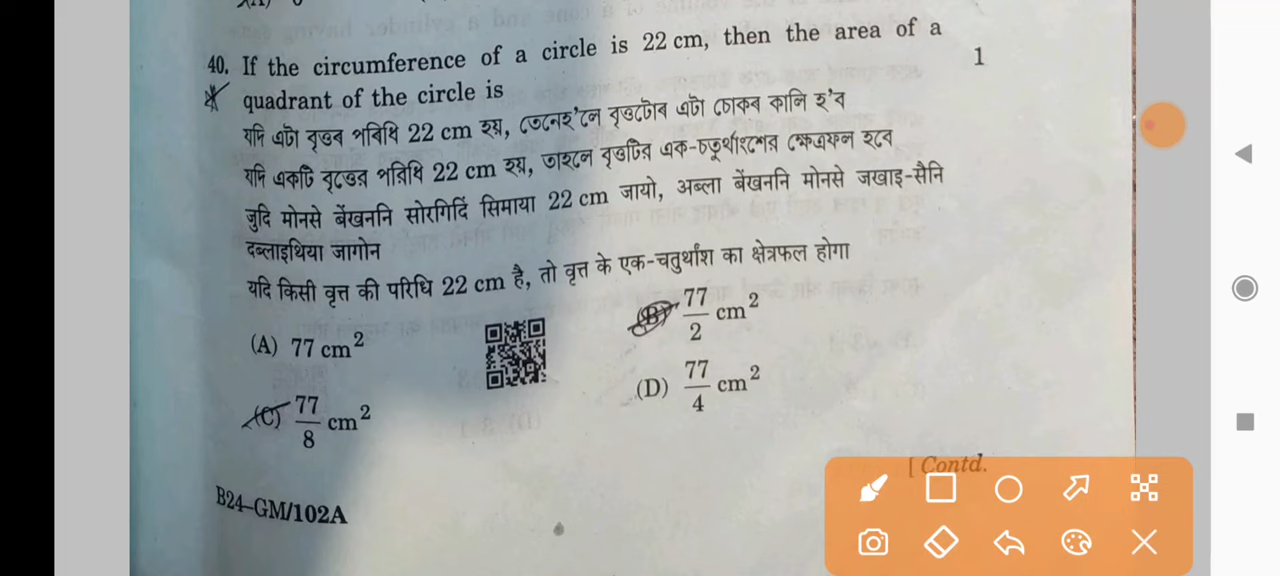 40. If the circumference of a circle is 22 cm, then the area of a
quadrant of the circle is
1
যদি এটা বৃত্তৰ পৰিধি 22 cm হয়, তেনেহ'লে বৃত্তটোৰ এটা চোকৰ কালি হ'ব
যদি একটি বৃত্তের পরিধি 22 cm হয়, তাহলে বৃত্তটির এক-চতুর্থাংশের ক্ষেত্রফল হবে
जुदि मोनसे बेंखननि सोरगिदिं सिमाया 22 cm जायो, अब्ला बेंखननि मोनसे जखाइ-सैनि
दब्लाइथिया जागोन
यदि किसी वृत्त की परिधि 22 cm है, तो वृत्त के एक-चतुर्थांश का क्षेत्रफल होगा
(A) 77 cm²
(B) 77/2 cm²
(C) 77/8 cm²
(D) 77/4 cm²
[ Contd.
B24-GM/102A